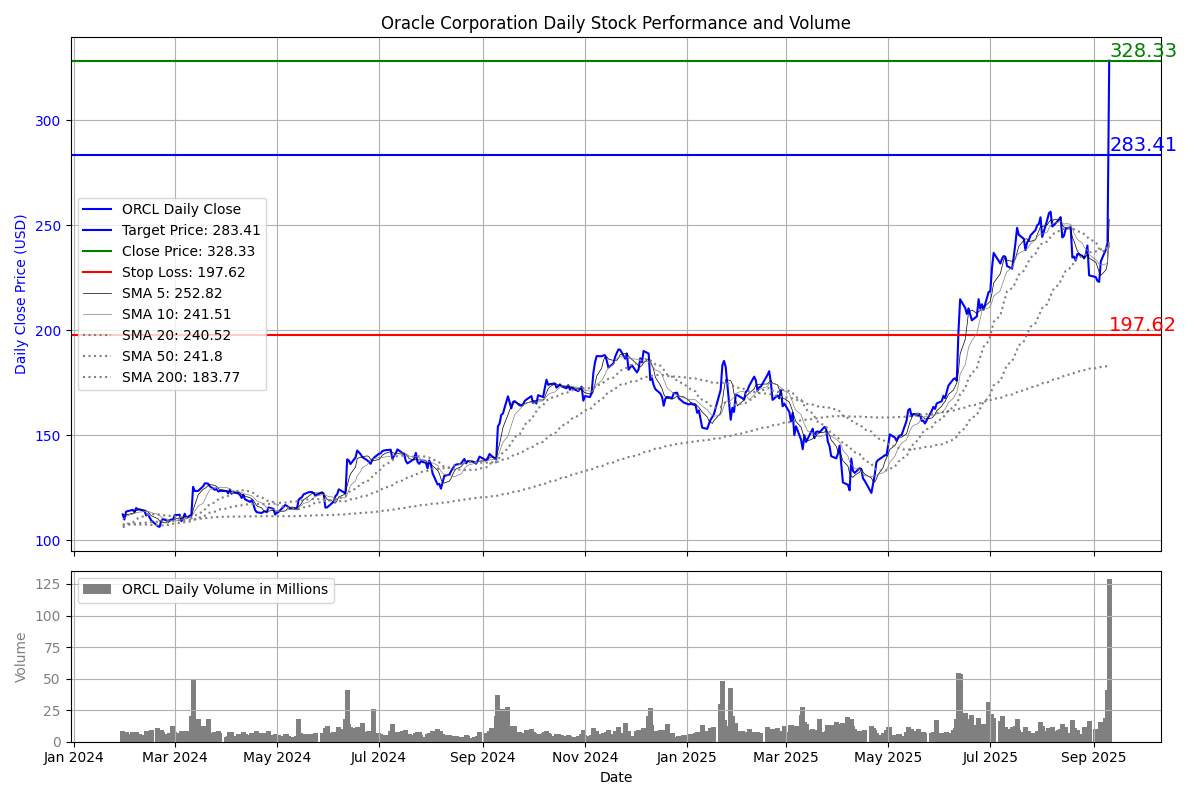 Oracle Corporation Daily Stock Performance and Volume
328.33
300
283.41
Daily Close Price (USD)
250
200
150
100
197.62
ORCL Daily Close
Target Price: 283.41
Close Price: 328.33
Stop Loss: 197.62
SMA 5: 252.82
SMA 10: 241.51
SMA 20: 240.52
SMA 50: 241.8
SMA 200: 183.77
ORCL Daily Volume in Millions
Volume
125
100
75
50
25
0
Jan 2024 Mar 2024 May 2024 Jul 2024 Sep 2024 Nov 2024 Jan 2025 Mar 2025 May 2025 Jul 2025 Sep 2025
Date